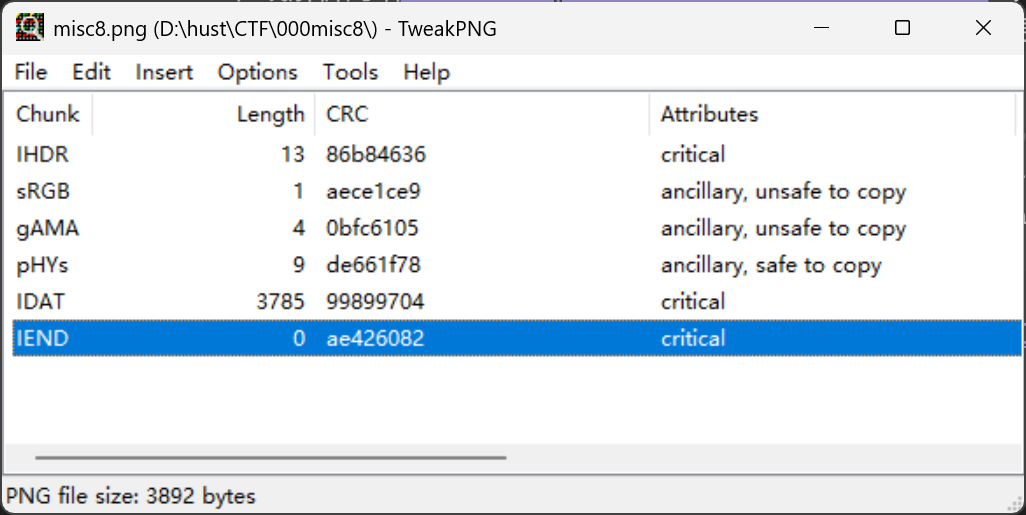 misc8.png (D:\hust\CTF\000misc8\) - TweakPNG
File Edit Insert Options Tools Help
Chunk Length CRC Attributes
IHDR 13 86b84636 critical
sRGB 1 aece1ce9 ancillary, unsafe to copy
gAMA 4 0bfc6105 ancillary, unsafe to copy
pHYs 9 de661f78 ancillary, safe to copy
IDAT 3785 99899704 critical
IEND 0 ae426082 critical
PNG file size: 3892 bytes